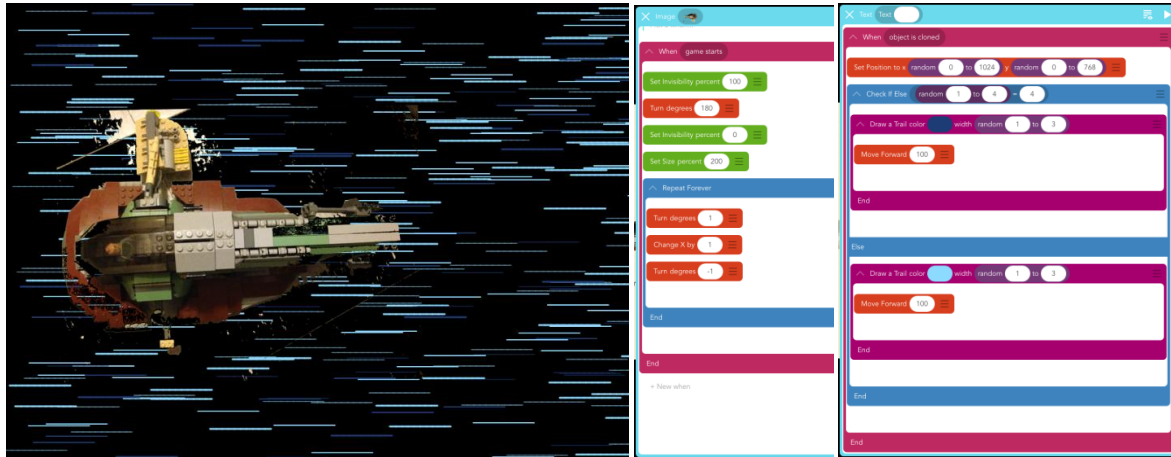 Image
When game starts
Set Invisibility percent 100
Turn degrees 180
Set Invisibility percent 0
Set Size percent 200
Repeat Forever
Turn degrees 1
Change X by 1
Turn degrees -1
End
End
+ New when
Text Text
When object is cloned
Set Position to x random 0 to 1024 y random 0 to 768
Check If Else random 1 to 4 = 4
Draw a Trail color width random 1 to 3
Move Forward 100
End
Else
Draw a Trail color width random 1 to 3
Move Forward 100
End
End
End